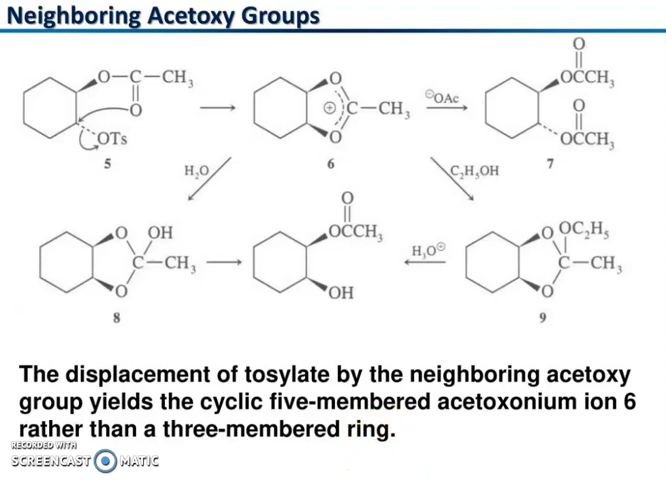 Neighboring Acetoxy Groups
O—C—CH₃
O
OTs
5
O
⊕ C—CH₃
O
6
⊖OAc
O
OCCH₃
O
OCCH₃
7
H₂O
C₂H₅OH
O OH
C—CH₃
O
8
O
OCCH₃
OH
H₃O⊕
O OC₂H₅
C—CH₃
O
9
The displacement of tosylate by the neighboring acetoxy
group yields the cyclic five-membered acetoxonium ion 6
rather than a three-membered ring.
RECORDED WITH
SCREENCAST O MATIC